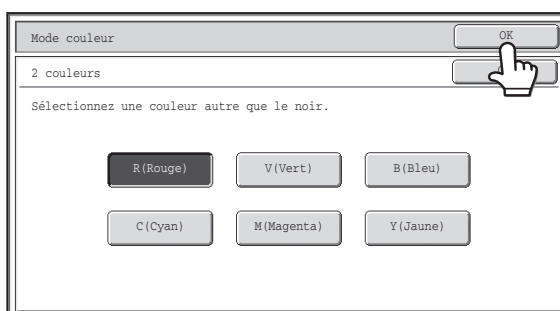 Mode couleur
OK
2 couleurs
Sélectionnez une couleur autre que le noir.
R(Rouge) V(Vert) B(Bleu)
C(Cyan) M(Magenta) Y(Jaune)